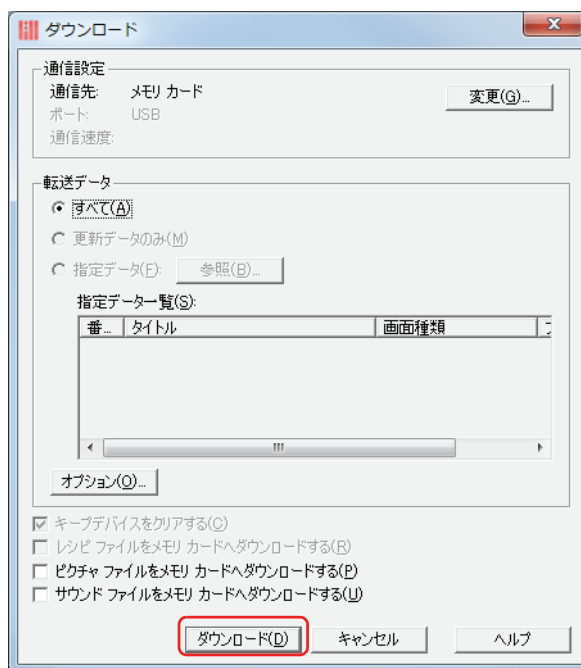 ダウンロード
通信設定
通信先: メモリ カード
変更(G)...
ポート: USB
通信速度:
転送データ
すべて(A)
更新データのみ(M)
指定データ(F): 参照(B)...
指定データ一覧(S):
番... タイトル 画面種類
オプション(O)...
キープデバイスをクリアする(C)
レシピ ファイルをメモリ カードへダウンロードする(R)
ピクチャ ファイルをメモリ カードへダウンロードする(P)
サウンド ファイルをメモリ カードへダウンロードする(U)
ダウンロード(D) キャンセル ヘルプ